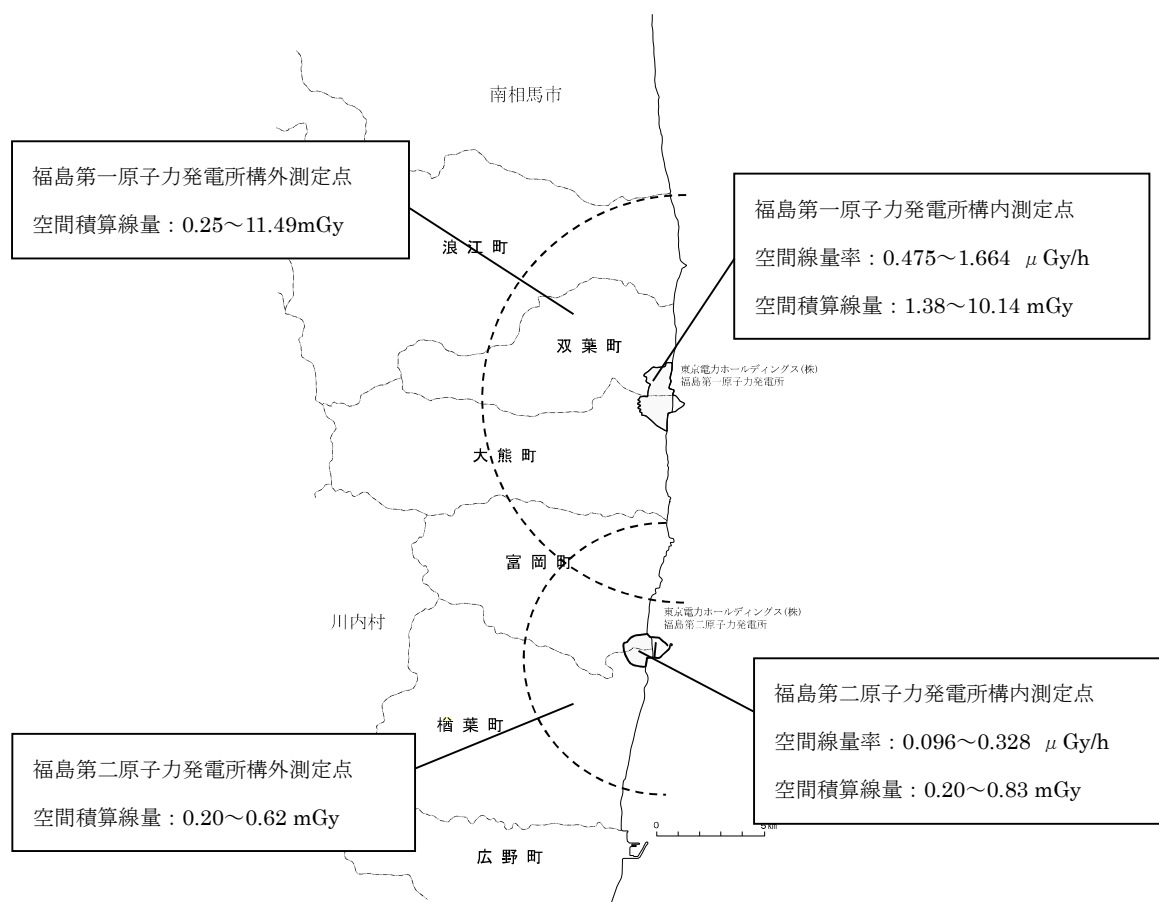 南相馬市
福島第一原子力発電所構外測定点
空間積算線量：0.25～11.49mGy
福島第一原子力発電所構内測定点
空間線量率：0.475～1.664 μGy/h
空間積算線量：1.38～10.14 mGy
浪江町
双葉町
東京電力ホールディングス(株)
福島第一原子力発電所
大熊町
富岡町
東京電力ホールディングス(株)
福島第二原子力発電所
川内村
福島第二原子力発電所構内測定点
空間線量率：0.096～0.328 μGy/h
空間積算線量：0.20～0.83 mGy
楢葉町
福島第二原子力発電所構外測定点
空間積算線量：0.20～0.62 mGy
0 5km
広野町